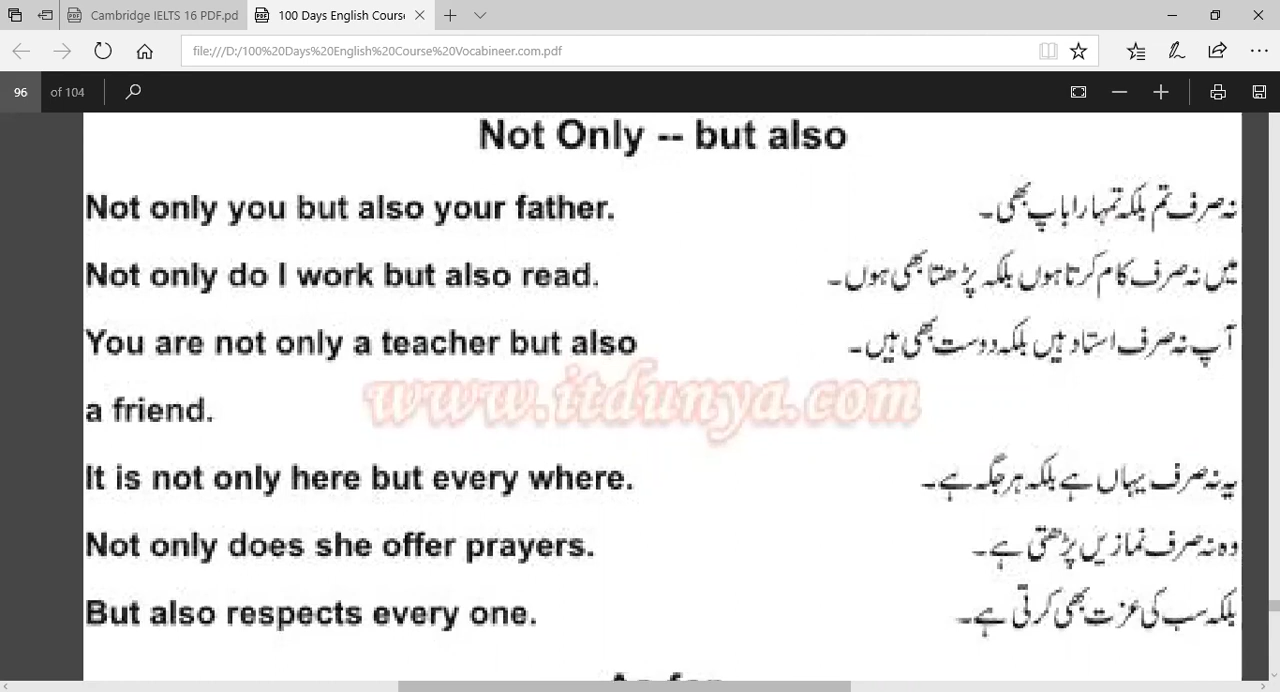 Cambridge IELTS 16 PDF.pd
100 Days English Cours
file:///D:/100%20Days%20English%20Course%20Vocabineer.com.pdf
96 of 104
Not Only -- but also
Not only you but also your father. نہ صرف تم بلکہ تمہارا باپ بھی۔
Not only do I work but also read. میں نہ صرف کام کرتا ہوں بلکہ پڑھتا بھی ہوں۔
You are not only a teacher but also آپ نہ صرف استاد ہیں بلکہ دوست بھی ہیں۔
www.itdunya.com
a friend.
It is not only here but every where. یہ نہ صرف یہاں ہے بلکہ ہر جگہ ہے۔
Not only does she offer prayers. وہ نہ صرف نمازیں پڑھتی ہے۔
But also respects every one. بلکہ سب کی عزت بھی کرتی ہے۔